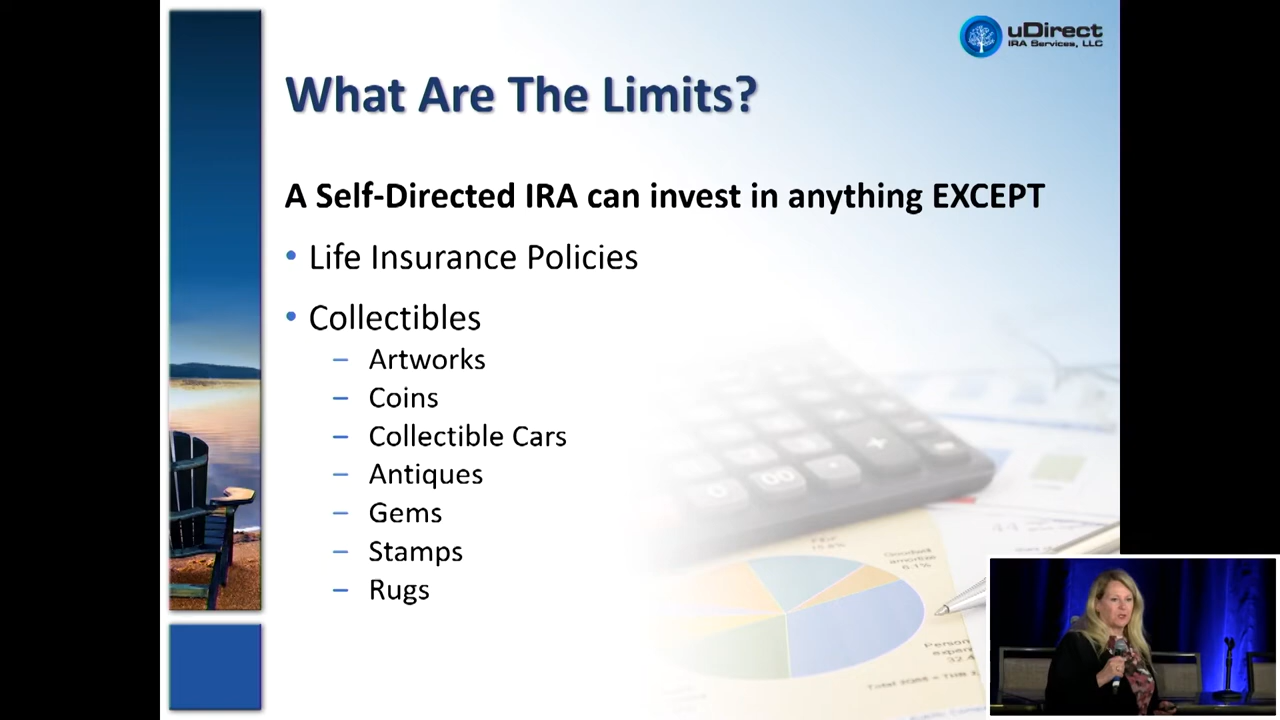 uDirect
IRA Services, LLC
What Are The Limits?
A Self-Directed IRA can invest in anything EXCEPT
• Life Insurance Policies
• Collectibles
– Artworks
– Coins
– Collectible Cars
– Antiques
– Gems
– Stamps
– Rugs